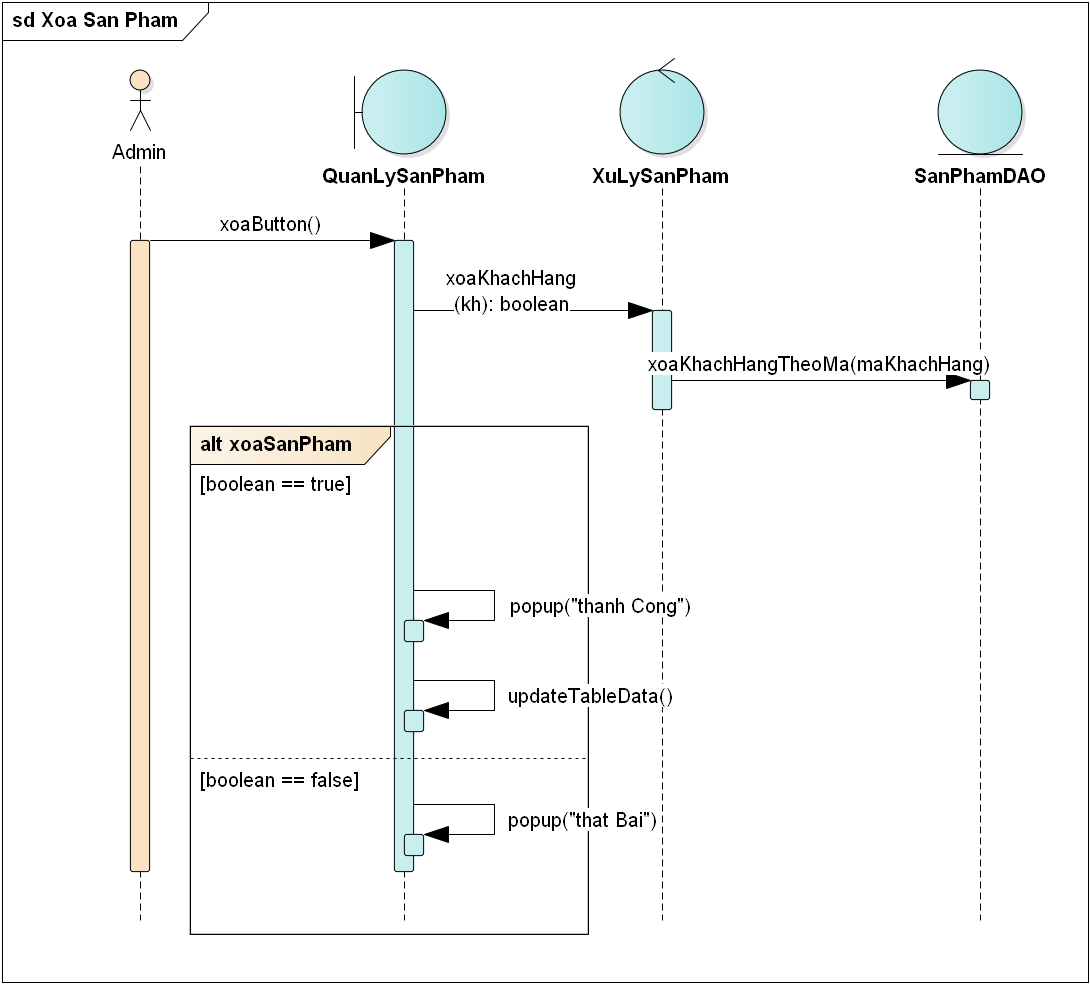 sd Xoa San Pham
Admin
QuanLySanPham
XuLySanPham
SanPhamDAO
xoaButton()
xoaKhachHang
(kh): boolean
xoaKhachHangTheoMa(maKhachHang)
alt xoaSanPham
[boolean == true]
popup("thanh Cong")
updateTableData()
[boolean == false]
popup("that Bai")